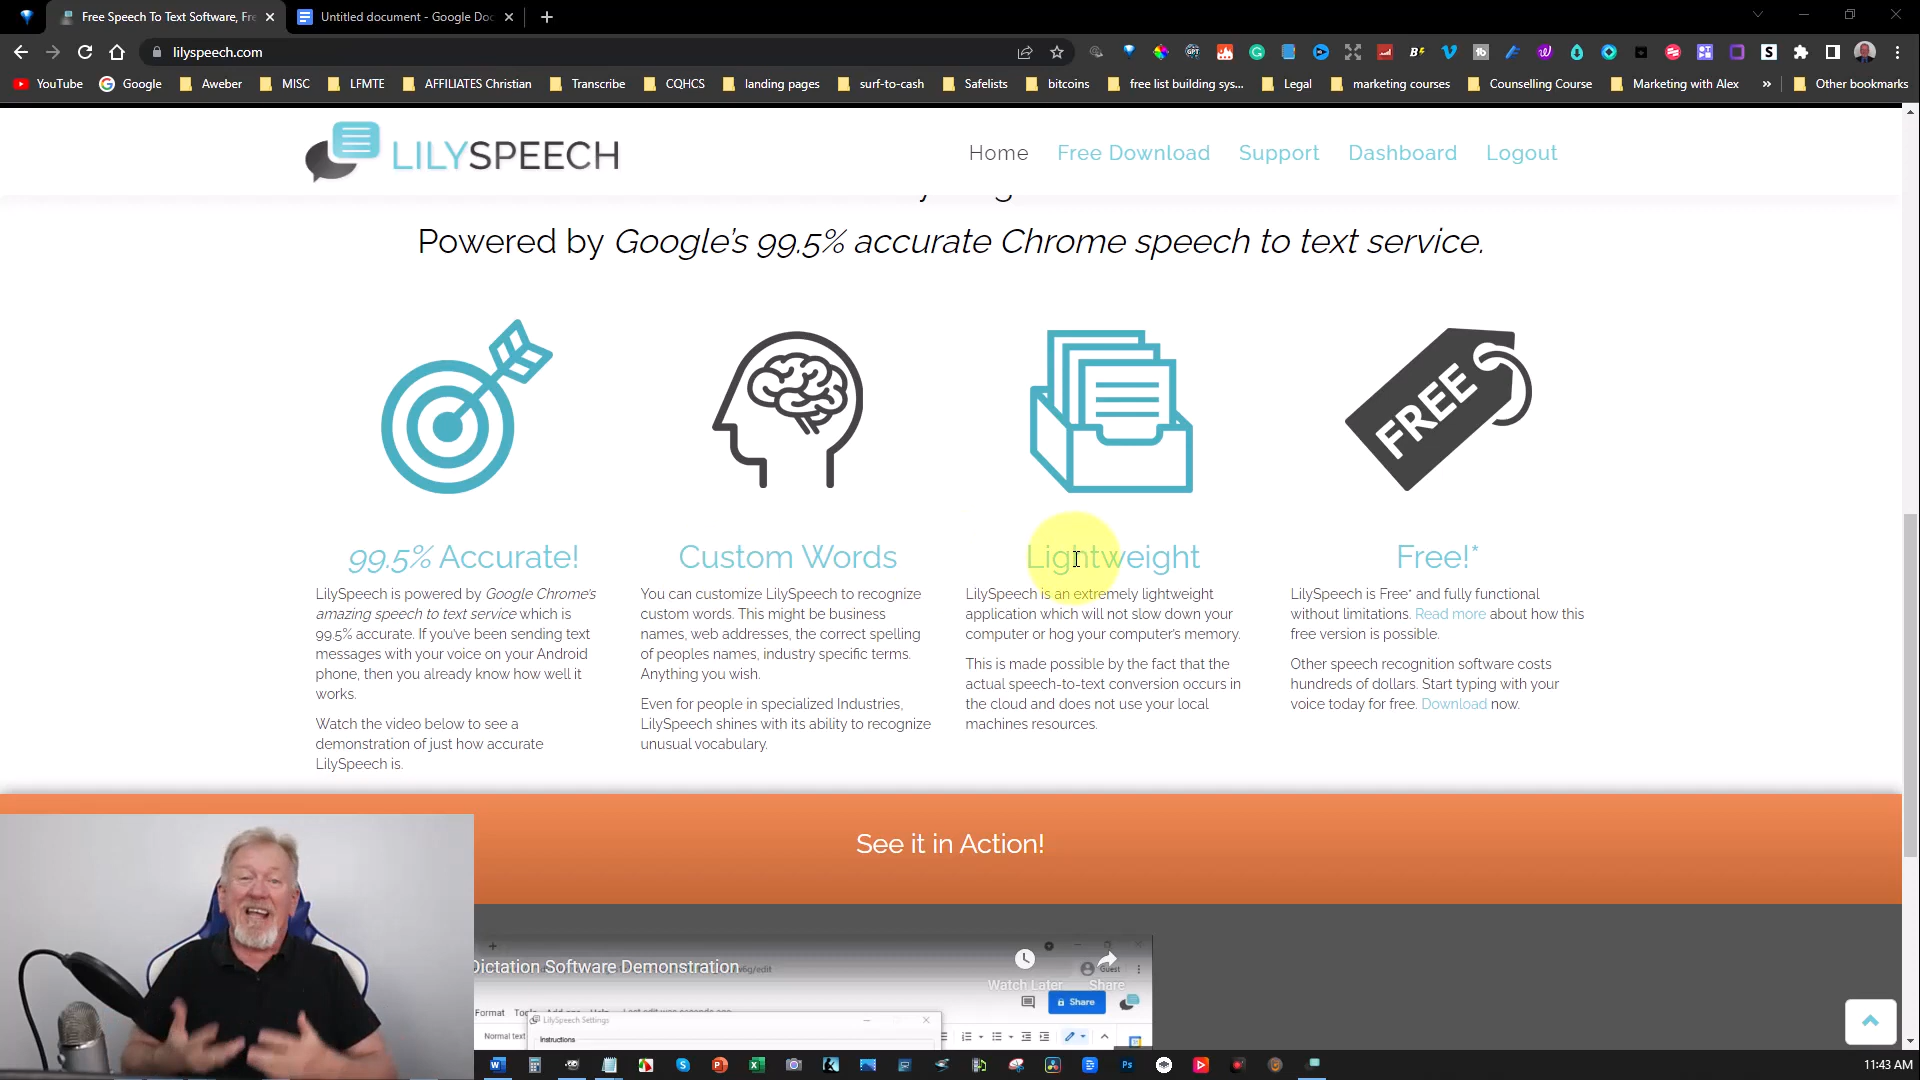 Free Speech To Text Software, Fre
Untitled document - Google Doc
lilyspeech.com
YouTube
Google
Aweber
MISC
LFMTE
AFFILIATES Christian
Transcribe
CQHCS
landing pages
surf-to-cash
Safelists
bitcoins
free list building sys...
Legal
marketing courses
Counselling Course
Marketing with Alex
»
Other bookmarks
LILYSPEECH
Home
Free Download
Support
Dashboard
Logout
Powered by Google's 99.5% accurate Chrome speech to text service.
FREE
99.5% Accurate!
LilySpeech is powered by Google Chrome's
amazing speech to text service which is
99.5% accurate. If you've been sending text
messages with your voice on your Android
phone, then you already know how well it
works.
Watch the video below to see a
demonstration of just how accurate
LilySpeech is.
Custom Words
You can customize LilySpeech to recognize
custom words. This might be business
names, web addresses, the correct spelling
of peoples names, industry specific terms.
Anything you wish.
Even for people in specialized Industries,
LilySpeech shines with its ability to recognize
unusual vocabulary.
Lightweight
LilySpeech is an extremely lightweight
application which will not slow down your
computer or hog your computer's memory.
This is made possible by the fact that the
actual speech-to-text conversion occurs in
the cloud and does not use your local
machines resources.
Free!*
LilySpeech is Free* and fully functional
without limitations. Read more about how this
free version is possible.
Other speech recognition software costs
hundreds of dollars. Start typing with your
voice today for free. Download now.
See it in Action!
Dictation Software Demonstration
6g/edit
Guest
Watch Later
Share
Share
Format
LilySpeech Settings
Normal text
Instructions
11:43 AM